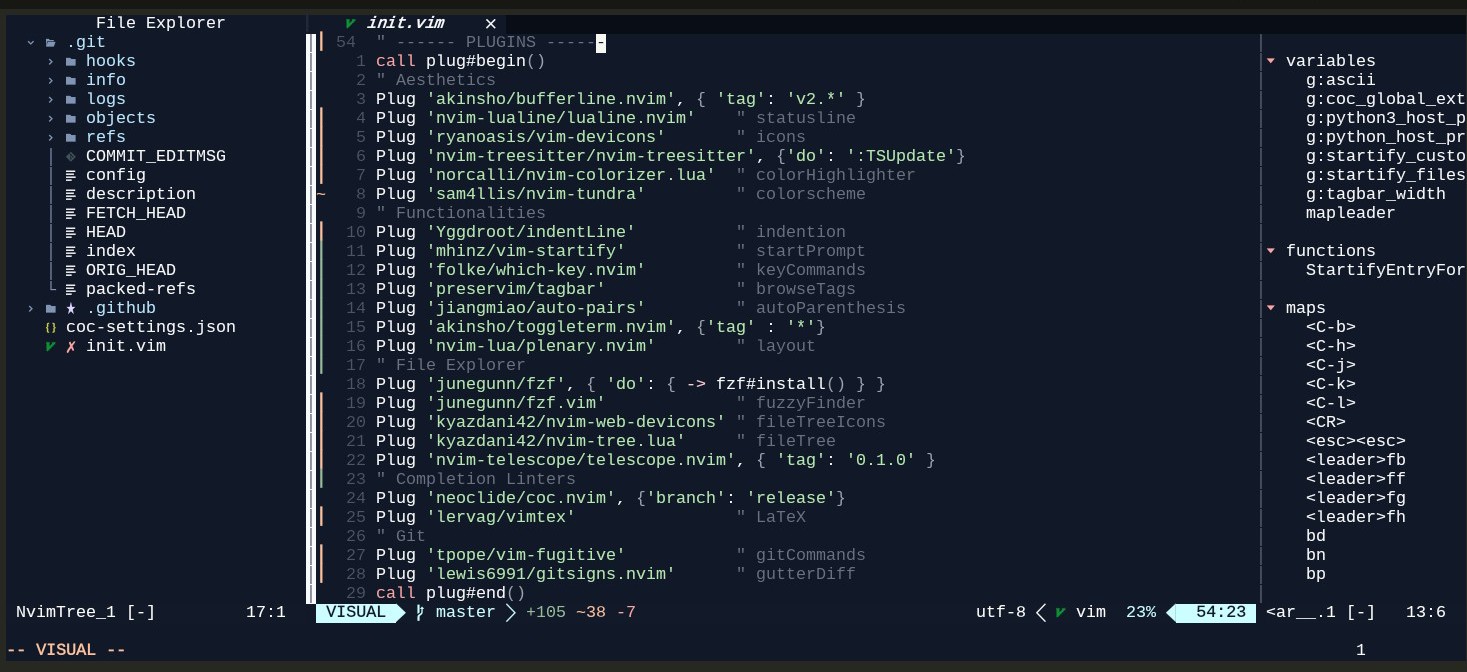 File Explorer
.git
hooks
info
logs
objects
refs
COMMIT_EDITMSG
config
description
FETCH_HEAD
HEAD
index
ORIG_HEAD
packed-refs
.github
{} coc-settings.json
✗ init.vim
NvimTree_1 [-] 17:1
init.vim ✕
54 " ------ PLUGINS ------
1 call plug#begin()
2 " Aesthetics
3 Plug 'akinsho/bufferline.nvim', { 'tag': 'v2.*' }
4 Plug 'nvim-lualine/lualine.nvim' " statusline
5 Plug 'ryanoasis/vim-devicons' " icons
6 Plug 'nvim-treesitter/nvim-treesitter', {'do': ':TSUpdate'}
7 Plug 'norcalli/nvim-colorizer.lua' " colorHighlighter
~ 8 Plug 'sam4llis/nvim-tundra' " colorscheme
9 " Functionalities
10 Plug 'Yggdroot/indentLine' " indention
11 Plug 'mhinz/vim-startify' " startPrompt
12 Plug 'folke/which-key.nvim' " keyCommands
13 Plug 'preservim/tagbar' " browseTags
14 Plug 'jiangmiao/auto-pairs' " autoParenthesis
15 Plug 'akinsho/toggleterm.nvim', {'tag' : '*'}
16 Plug 'nvim-lua/plenary.nvim' " layout
17 " File Explorer
18 Plug 'junegunn/fzf', { 'do': { -> fzf#install() } }
19 Plug 'junegunn/fzf.vim' " fuzzyFinder
20 Plug 'kyazdani42/nvim-web-devicons' " fileTreeIcons
21 Plug 'kyazdani42/nvim-tree.lua' " fileTree
22 Plug 'nvim-telescope/telescope.nvim', { 'tag': '0.1.0' }
23 " Completion Linters
24 Plug 'neoclide/coc.nvim', {'branch': 'release'}
25 Plug 'lervag/vimtex' " LaTeX
26 " Git
27 Plug 'tpope/vim-fugitive' " gitCommands
28 Plug 'lewis6991/gitsigns.nvim' " gutterDiff
29 call plug#end()
VISUAL master +105 ~38 -7 utf-8 vim 23% 54:23
variables
g:ascii
g:coc_global_ext
g:python3_host_p
g:python_host_pr
g:startify_custo
g:startify_files
g:tagbar_width
mapleader
functions
StartifyEntryFor
maps
<C-b>
<C-h>
<C-j>
<C-k>
<C-l>
<CR>
<esc><esc>
<leader>fb
<leader>ff
<leader>fg
<leader>fh
bd
bn
bp
<ar__.1 [-] 13:6
-- VISUAL -- 1